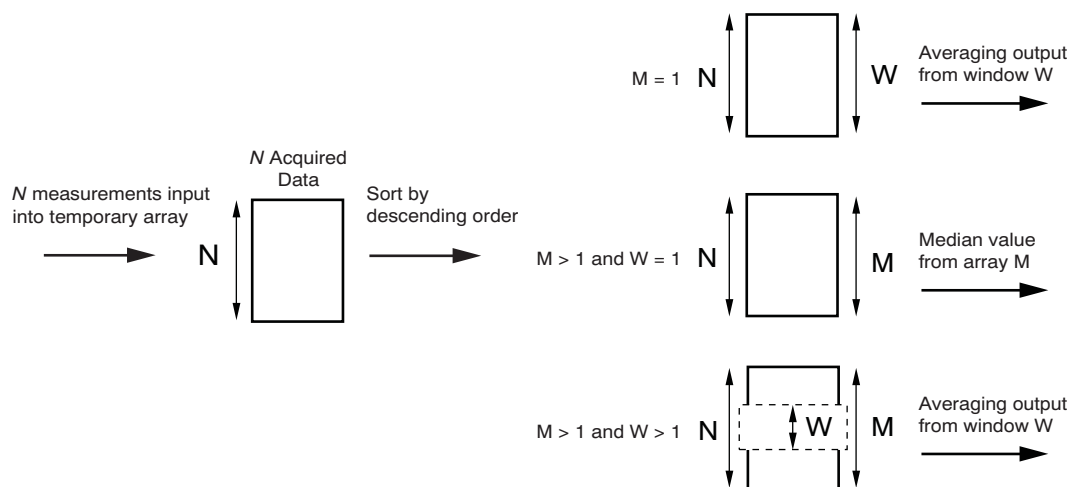 N measurements input
into temporary array
N
N Acquired
Data
Sort by
descending order
M = 1
N
W
Averaging output
from window W
M > 1 and W = 1
N
M
Median value
from array M
M > 1 and W > 1
N
W
M
Averaging output
from window W